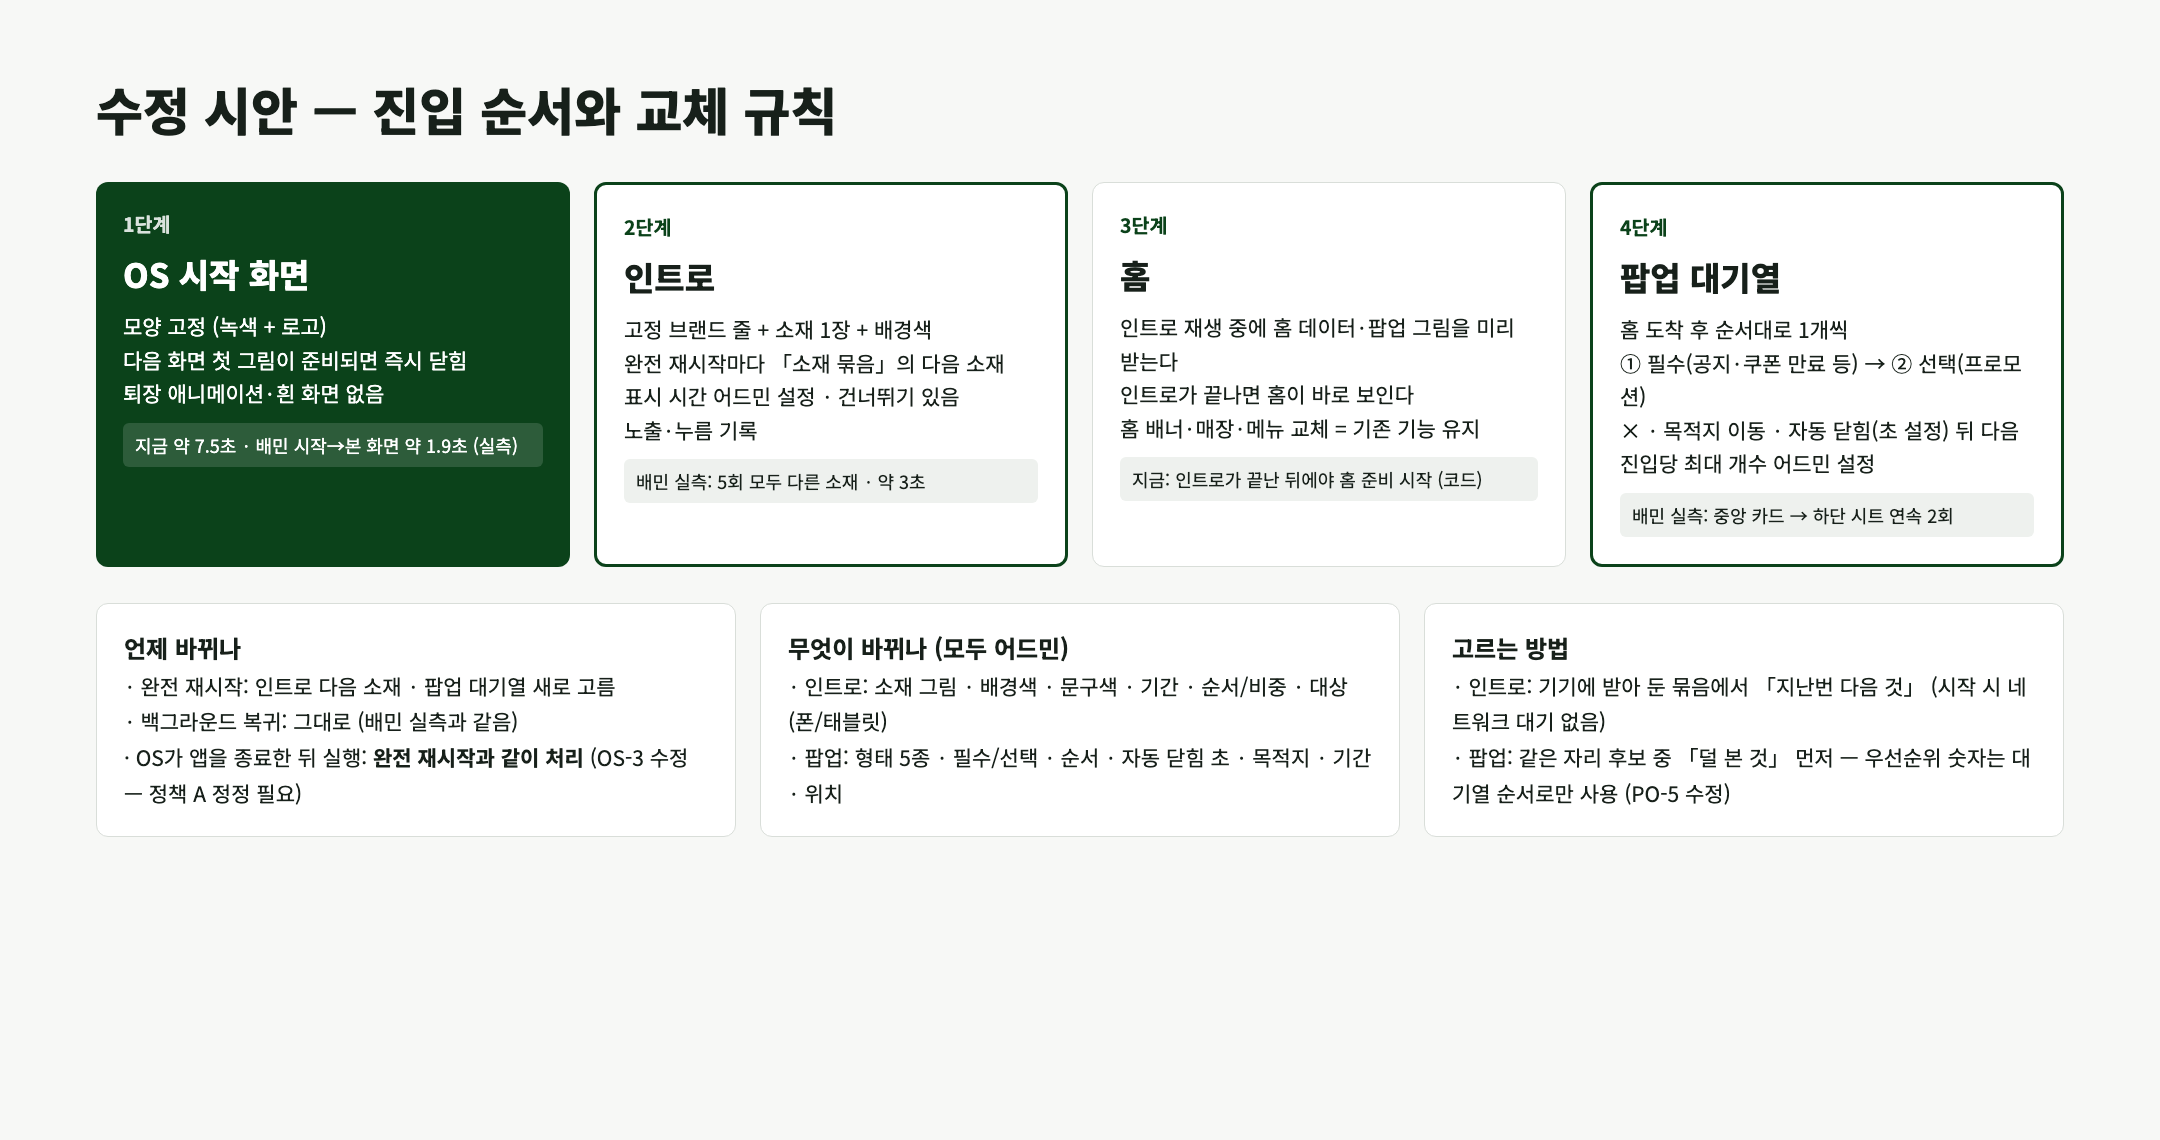 수정 시안 — 진입 순서와 교체 규칙
1단계
OS 시작 화면
모양 고정 (녹색 + 로고)
다음 화면 첫 그림이 준비되면 즉시 닫힘
퇴장 애니메이션·흰 화면 없음
지금 약 7.5초 · 배민 시작→본 화면 약 1.9초 (실측)
2단계
인트로
고정 브랜드 줄 + 소재 1장 + 배경색
완전 재시작마다 「소재 묶음」의 다음 소재
표시 시간 어드민 설정 · 건너뛰기 있음
노출·누름 기록
배민 실측: 5회 모두 다른 소재 · 약 3초
3단계
홈
인트로 재생 중에 홈 데이터·팝업 그림을 미리
받는다
인트로가 끝나면 홈이 바로 보인다
홈 배너·매장·메뉴 교체 = 기존 기능 유지
지금: 인트로가 끝난 뒤에야 홈 준비 시작 (코드)
4단계
팝업 대기열
홈 도착 후 순서대로 1개씩
① 필수(공지·쿠폰 만료 등) → ② 선택(프로모
션)
× · 목적지 이동 · 자동 닫힘(초 설정) 뒤 다음
진입당 최대 개수 어드민 설정
배민 실측: 중앙 카드 → 하단 시트 연속 2회
언제 바뀌나
· 완전 재시작: 인트로 다음 소재 · 팝업 대기열 새로 고름
· 백그라운드 복귀: 그대로 (배민 실측과 같음)
· OS가 앱을 종료한 뒤 실행: 완전 재시작과 같이 처리 (OS-3 수정
— 정책 A 정정 필요)
무엇이 바뀌나 (모두 어드민)
· 인트로: 소재 그림 · 배경색 · 문구색 · 기간 · 순서/비중 · 대상
(폰/태블릿)
· 팝업: 형태 5종 · 필수/선택 · 순서 · 자동 닫힘 초 · 목적지 · 기간
· 위치
고르는 방법
· 인트로: 기기에 받아 둔 묶음에서 「지난번 다음 것」 (시작 시 네
트워크 대기 없음)
· 팝업: 같은 자리 후보 중 「덜 본 것」 먼저 — 우선순위 숫자는 대
기열 순서로만 사용 (PO-5 수정)